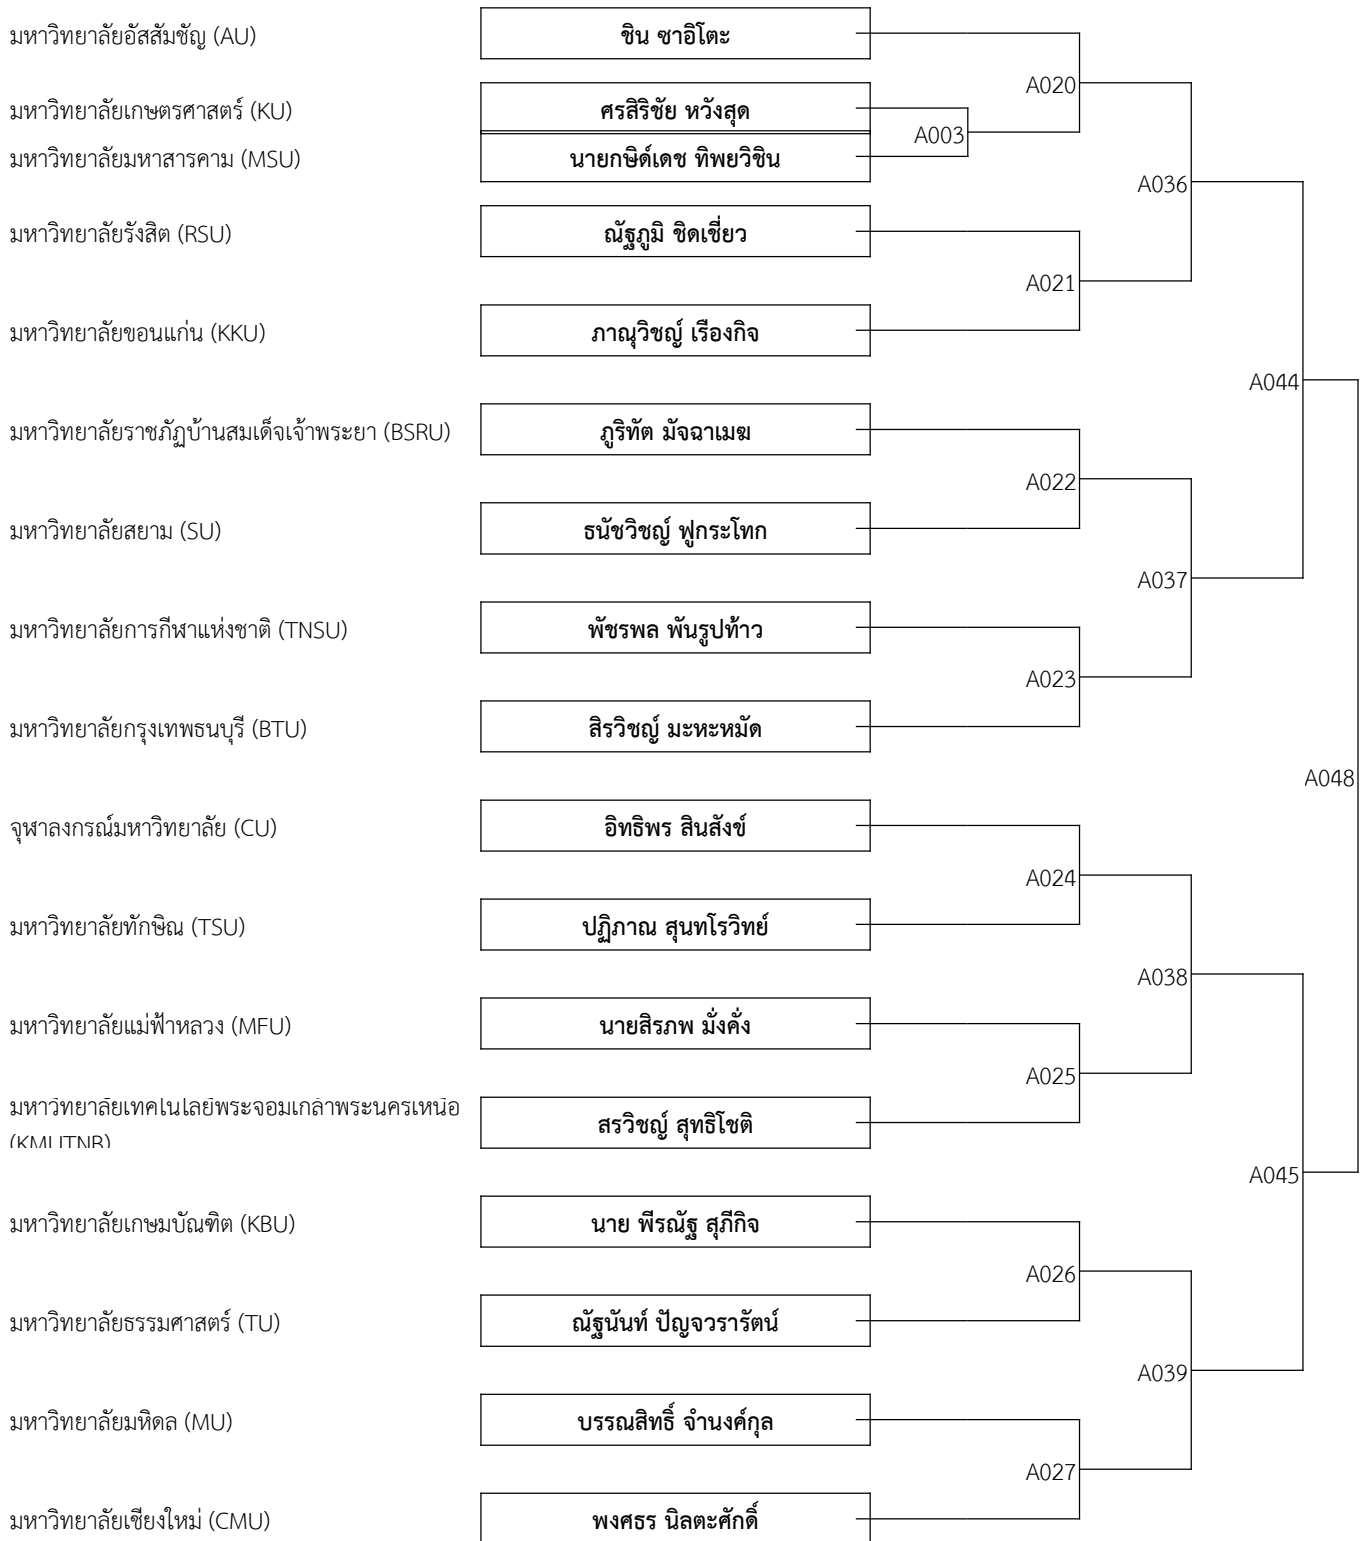 มหาวิทยาลัยอัสสัมชัญ (AU) ชิน ซาอิโตะ
A020
มหาวิทยาลัยเกษตรศาสตร์ (KU) ศรสิริชัย หวังสุด
A003
มหาวิทยาลัยมหาสารคาม (MSU) นายกษิด์เดช ทิพยวิชิน
A036
มหาวิทยาลัยรังสิต (RSU) ณัฐภูมิ ชิดเชี่ยว
A021
มหาวิทยาลัยขอนแก่น (KKU) ภาณุวิชญ์ เรืองกิจ
A044
มหาวิทยาลัยราชภัฏบ้านสมเด็จเจ้าพระยา (BSRU) ภูริทัต มัจฉาเมฆ
A022
มหาวิทยาลัยสยาม (SU) ธนัชวิชญ์ ฟูกระโทก
A037
มหาวิทยาลัยการกีฬาแห่งชาติ (TNSU) พัชรพล พันรูปท้าว
A023
มหาวิทยาลัยกรุงเทพธนบุรี (BTU) สิรวิชญ์ มะหะหมัด
A048
จุฬาลงกรณ์มหาวิทยาลัย (CU) อิทธิพร สินสังข์
A024
มหาวิทยาลัยทักษิณ (TSU) ปฏิภาณ สุนทโรวิทย์
A038
มหาวิทยาลัยแม่ฟ้าหลวง (MFU) นายสิรภพ มั่งคั่ง
A025
มหาวิทยาลัยเทคโนโลยีพระจอมเกล้าพระนครเหนือ
(KMUTNB) สรวิชญ์ สุทธิโชติ
A045
มหาวิทยาลัยเกษมบัณฑิต (KBU) นาย พีรณัฐ สุภีกิจ
A026
มหาวิทยาลัยธรรมศาสตร์ (TU) ณัฐนันท์ ปัญจวรารัตน์
A039
มหาวิทยาลัยมหิดล (MU) บรรณสิทธิ์ จำนงค์กุล
A027
มหาวิทยาลัยเชียงใหม่ (CMU) พงศธร นิลตะศักดิ์